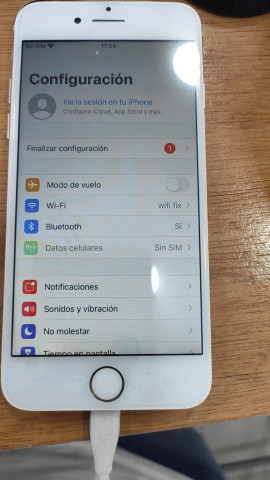 Sin SIM
17:54
Configuración
Inicia sesión en tu iPhone
Configura iCloud, App Store y más.
Finalizar configuración 1
Modo de vuelo
Wi-Fi wifi fix
Bluetooth Sí
Datos celulares Sin SIM
Notificaciones
Sonidos y vibración
No molestar
Tiempo en pantalla